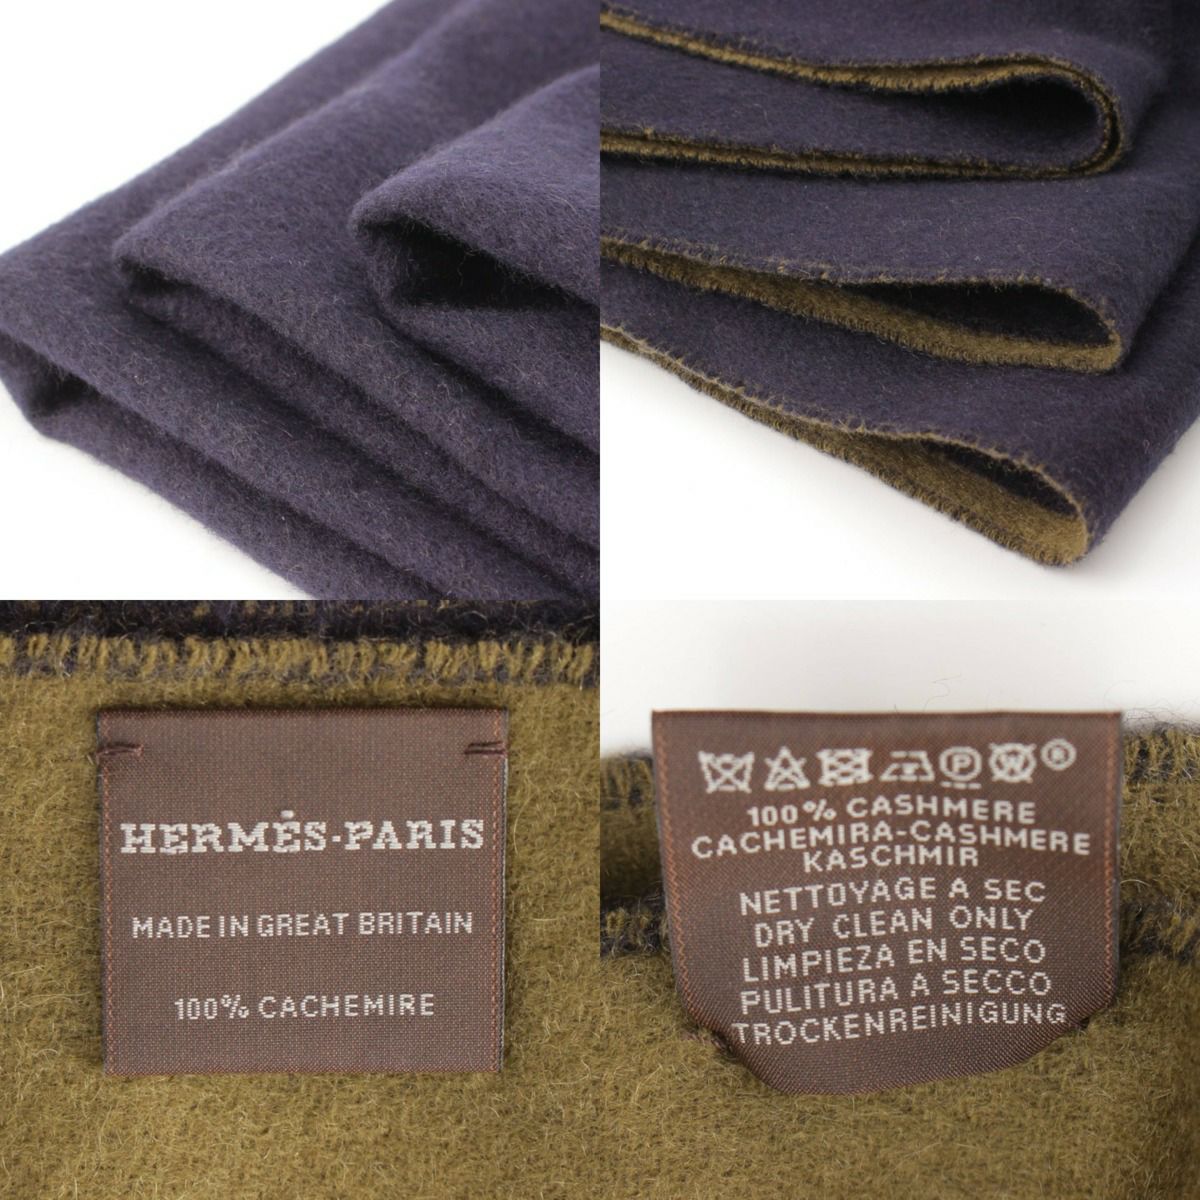 HERMÈS-PARIS
MADE IN GREAT BRITAIN
100% CACHEMIRE
P W ®
100% CASHMERE
CACHEMIRA-CASHMERE
KASCHMIR
NETTOYAGE A SEC
DRY CLEAN ONLY
LIMPIEZA EN SECO
PULITURA A SECCO
TROCKENREINIGUNG